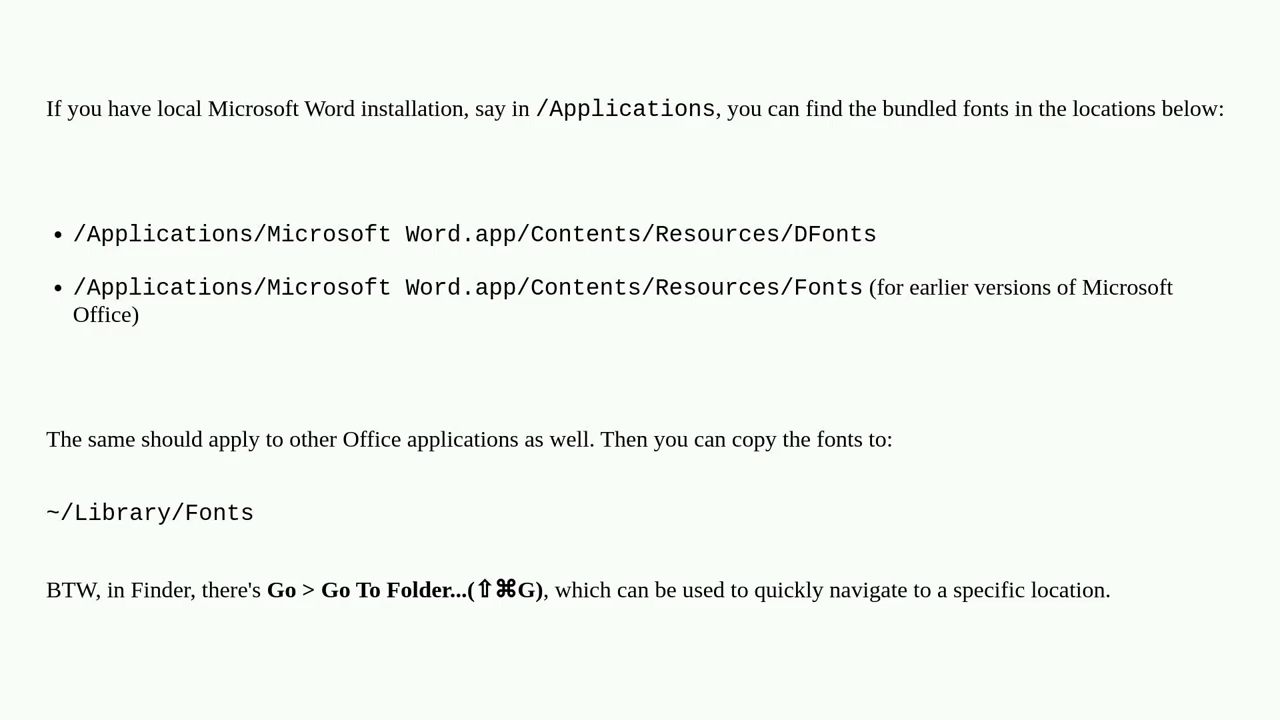 If you have local Microsoft Word installation, say in /Applications, you can find the bundled fonts in the locations below:
• /Applications/Microsoft Word.app/Contents/Resources/DFonts
• /Applications/Microsoft Word.app/Contents/Resources/Fonts (for earlier versions of Microsoft
Office)
The same should apply to other Office applications as well. Then you can copy the fonts to:
~/Library/Fonts
BTW, in Finder, there's Go > Go To Folder...(⇧⌘G), which can be used to quickly navigate to a specific location.